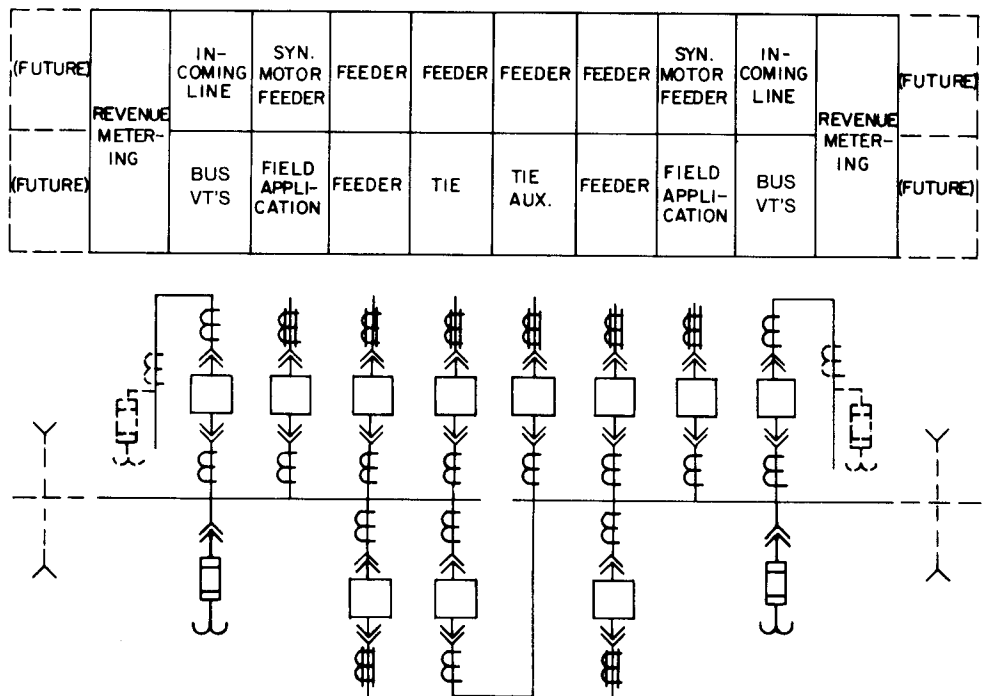 (FUTURE)
REVENUE
METER-
ING
IN-
COMING
LINE
SYN.
MOTOR
FEEDER
FEEDER
FEEDER
FEEDER
FEEDER
SYN.
MOTOR
FEEDER
IN-
COMING
LINE
REVENUE
METER-
ING
(FUTURE)
(FUTURE)
BUS
VT'S
FIELD
APPLI-
CATION
FEEDER
TIE
TIE
AUX.
FEEDER
FIELD
APPLI-
CATION
BUS
VT'S
(FUTURE)